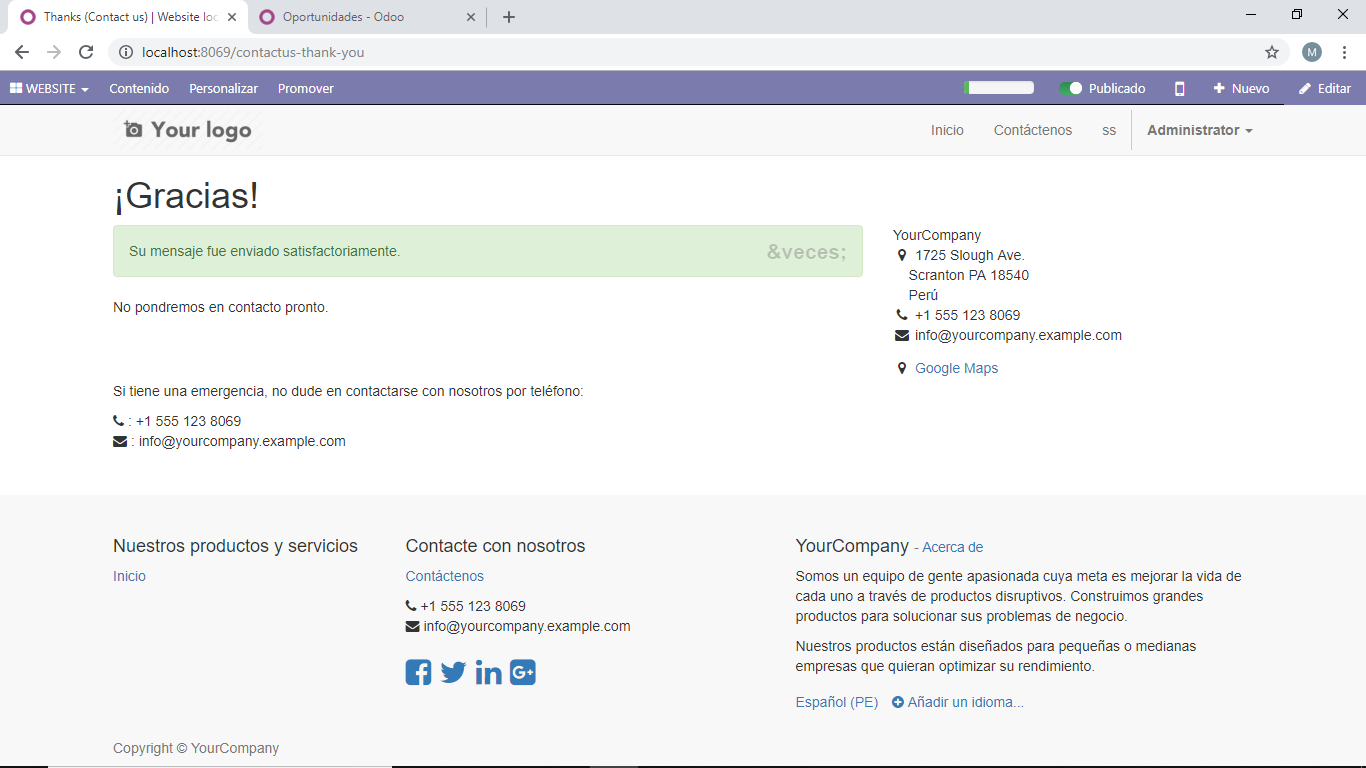 Thanks (Contact us) | Website loc
Oportunidades - Odoo
localhost:8069/contactus-thank-you
M
WEBSITE
Contenido
Personalizar
Promover
Publicado
Nuevo
Editar
Your logo
Inicio
Contáctenos
ss
Administrator
¡Gracias!
Su mensaje fue enviado satisfactoriamente.
&veces;
No pondremos en contacto pronto.
Si tiene una emergencia, no dude en contactarse con nosotros por teléfono:
: +1 555 123 8069
: info@yourcompany.example.com
YourCompany
1725 Slough Ave.
Scranton PA 18540
Perú
+1 555 123 8069
info@yourcompany.example.com
Google Maps
Nuestros productos y servicios
Inicio
Contacte con nosotros
Contáctenos
+1 555 123 8069
info@yourcompany.example.com
YourCompany - Acerca de
Somos un equipo de gente apasionada cuya meta es mejorar la vida de
cada uno a través de productos disruptivos. Construimos grandes
productos para solucionar sus problemas de negocio.
Nuestros productos están diseñados para pequeñas o medianas
empresas que quieran optimizar su rendimiento.
Español (PE)
Añadir un idioma...
Copyright © YourCompany